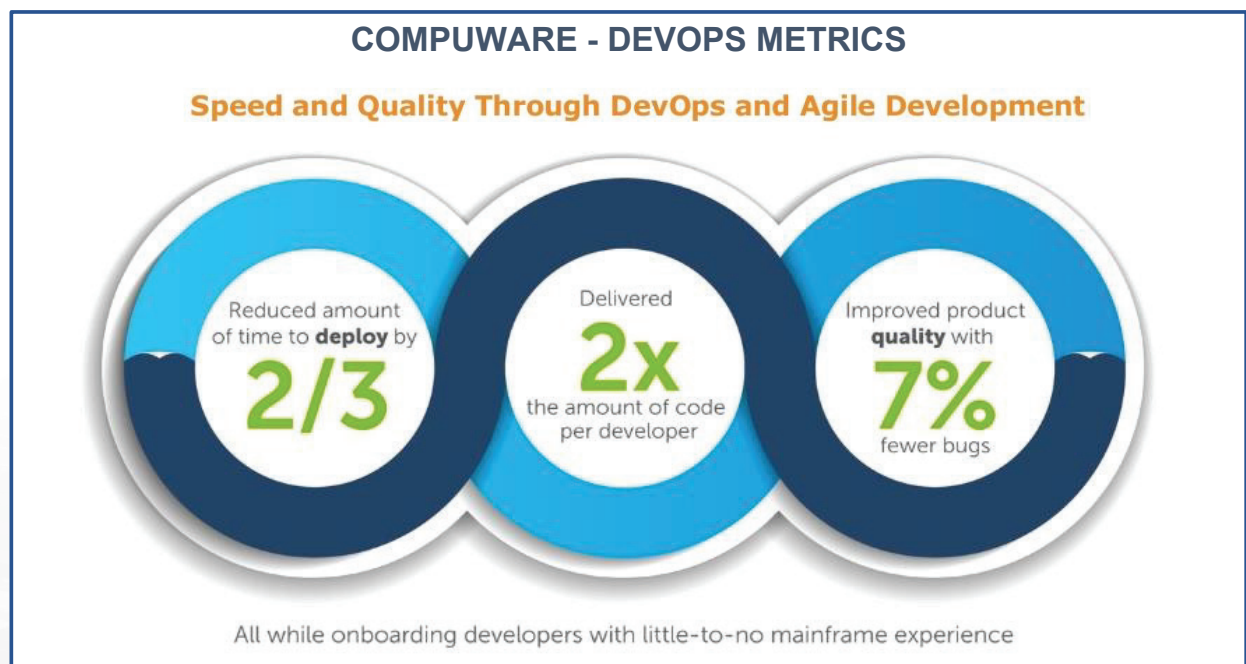 COMPUWARE - DEVOPS METRICS
Speed and Quality Through DevOps and Agile Development
Reduced amount
of time to deploy by
2/3
Delivered
2x
the amount of code
per developer
Improved product
quality with
7%
fewer bugs
All while onboarding developers with little-to-no mainframe experience